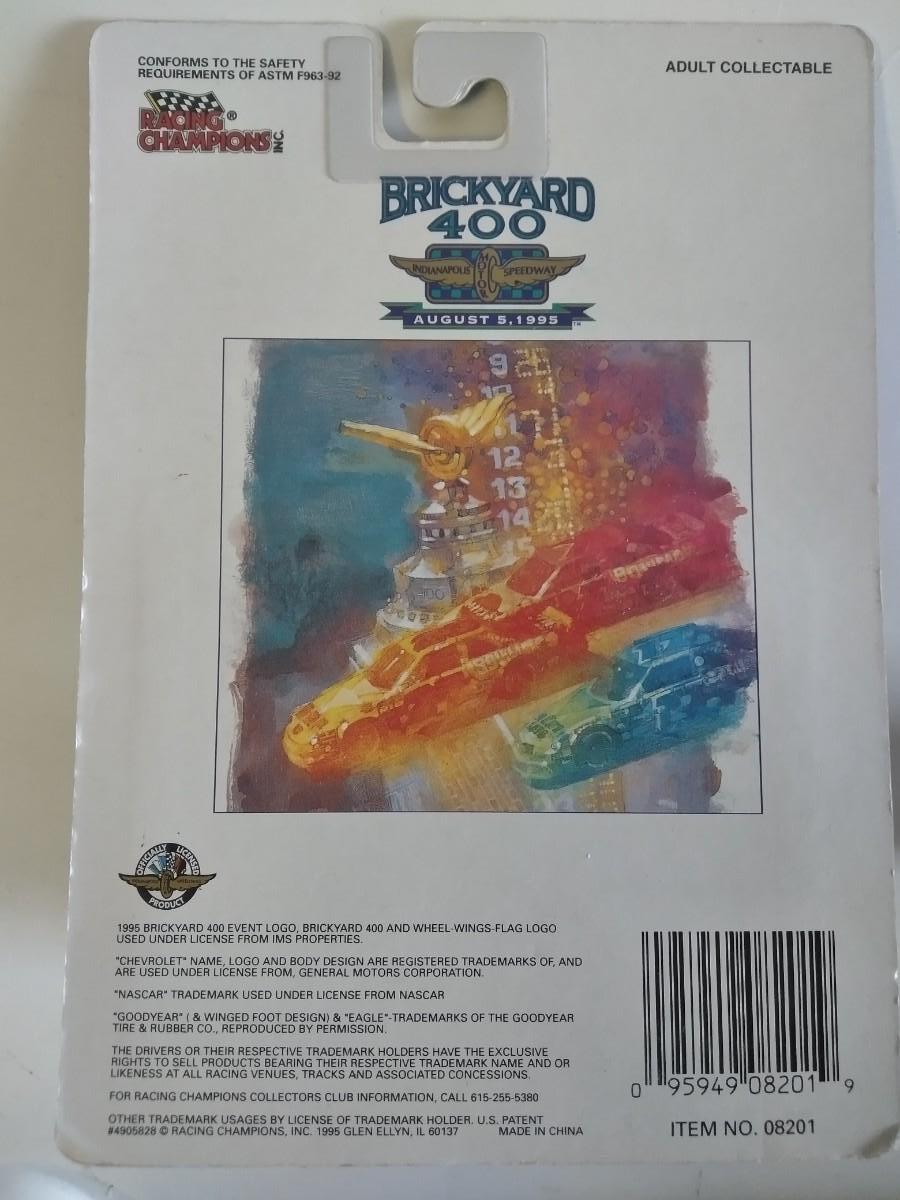 CONFORMS TO THE SAFETY
REQUIREMENTS OF ASTM F963-92
ADULT COLLECTABLE
RACING®
CHAMPIONS INC.
BRICKYARD
400
INDIANAPOLIS MOTOR SPEEDWAY
AUGUST 5, 1995 ™
9
10
11
12
13
14
15
400
OFFICIALLY LICENSED
PRODUCT
1995 BRICKYARD 400 EVENT LOGO, BRICKYARD 400 AND WHEEL-WINGS-FLAG LOGO
USED UNDER LICENSE FROM IMS PROPERTIES.
"CHEVROLET" NAME, LOGO AND BODY DESIGN ARE REGISTERED TRADEMARKS OF, AND
ARE USED UNDER LICENSE FROM, GENERAL MOTORS CORPORATION.
"NASCAR" TRADEMARK USED UNDER LICENSE FROM NASCAR
"GOODYEAR" ( & WINGED FOOT DESIGN) & "EAGLE"-TRADEMARKS OF THE GOODYEAR
TIRE & RUBBER CO., REPRODUCED BY PERMISSION.
THE DRIVERS OR THEIR RESPECTIVE TRADEMARK HOLDERS HAVE THE EXCLUSIVE
RIGHTS TO SELL PRODUCTS BEARING THEIR RESPECTIVE TRADEMARK NAME AND OR
LIKENESS AT ALL RACING VENUES, TRACKS AND ASSOCIATED CONCESSIONS.
FOR RACING CHAMPIONS COLLECTORS CLUB INFORMATION, CALL 615-255-5380
OTHER TRADEMARK USAGES BY LICENSE OF TRADEMARK HOLDER. U.S. PATENT
#4905828 © RACING CHAMPIONS, INC. 1995 GLEN ELLYN, IL 60137 MADE IN CHINA
0 95949 08201 9
ITEM NO. 08201